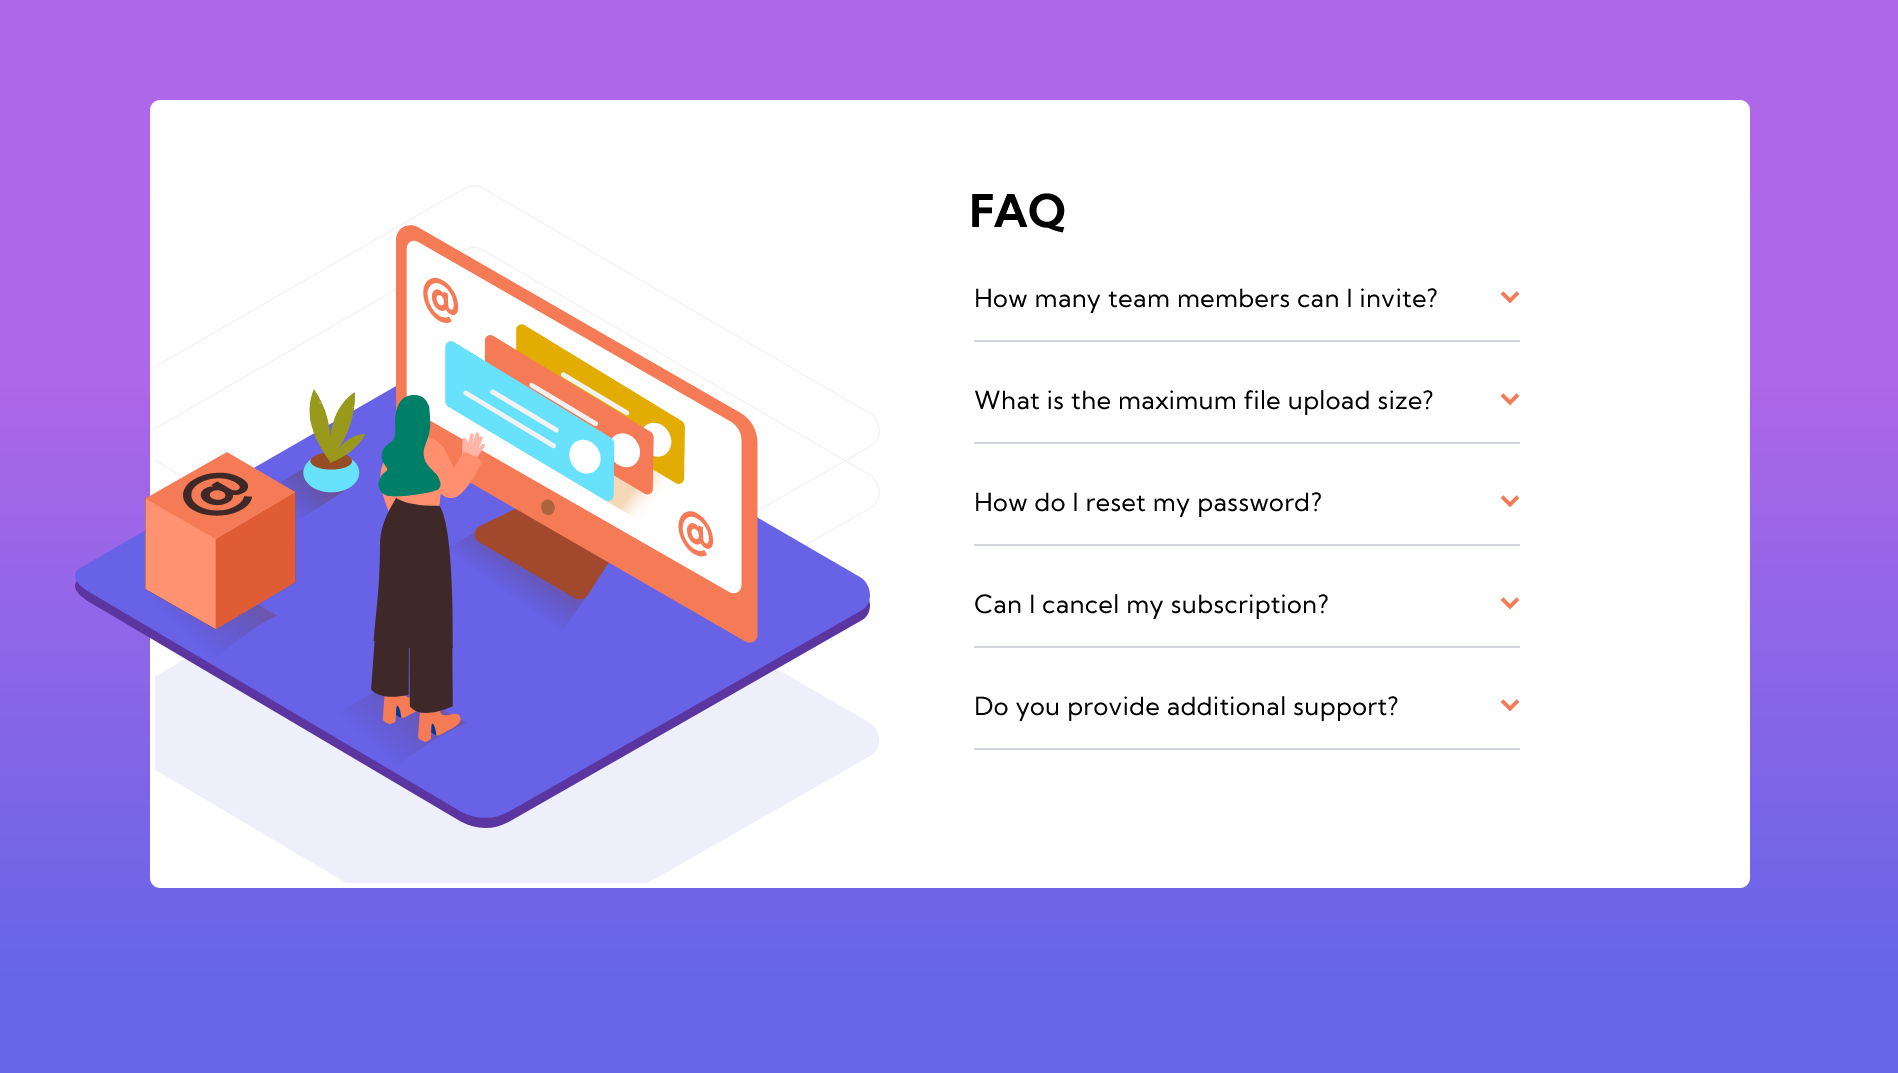 FAQ
How many team members can I invite?
What is the maximum file upload size?
How do I reset my password?
Can I cancel my subscription?
Do you provide additional support?
@
@
@